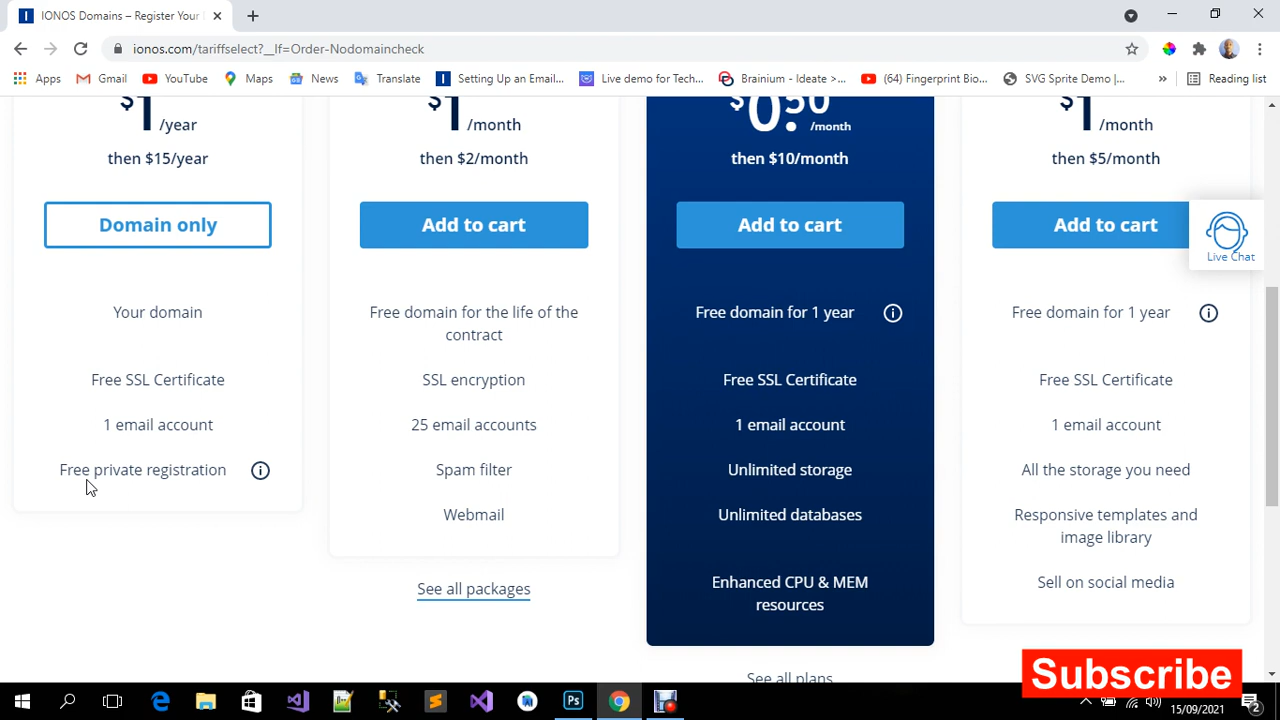 IONOS Domains – Register Your
ionos.com/tariffselect?__lf=Order-Nodomaincheck
Apps
Gmail
YouTube
Maps
News
Translate
Setting Up an Email...
Live demo for Tech...
Brainium - Ideate >...
(64) Fingerprint Bio...
SVG Sprite Demo |...
»
Reading list
$1/year
then $15/year
Domain only
Your domain
Free SSL Certificate
1 email account
Free private registration
$1/month
then $2/month
Add to cart
Free domain for the life of the
contract
SSL encryption
25 email accounts
Spam filter
Webmail
See all packages
$0.50/month
then $10/month
Add to cart
Free domain for 1 year
Free SSL Certificate
1 email account
Unlimited storage
Unlimited databases
Enhanced CPU & MEM
resources
See all plans
$1/month
then $5/month
Add to cart
Free domain for 1 year
Free SSL Certificate
1 email account
All the storage you need
Responsive templates and
image library
Sell on social media
Live Chat
Subscribe
Ps
15/09/2021
2